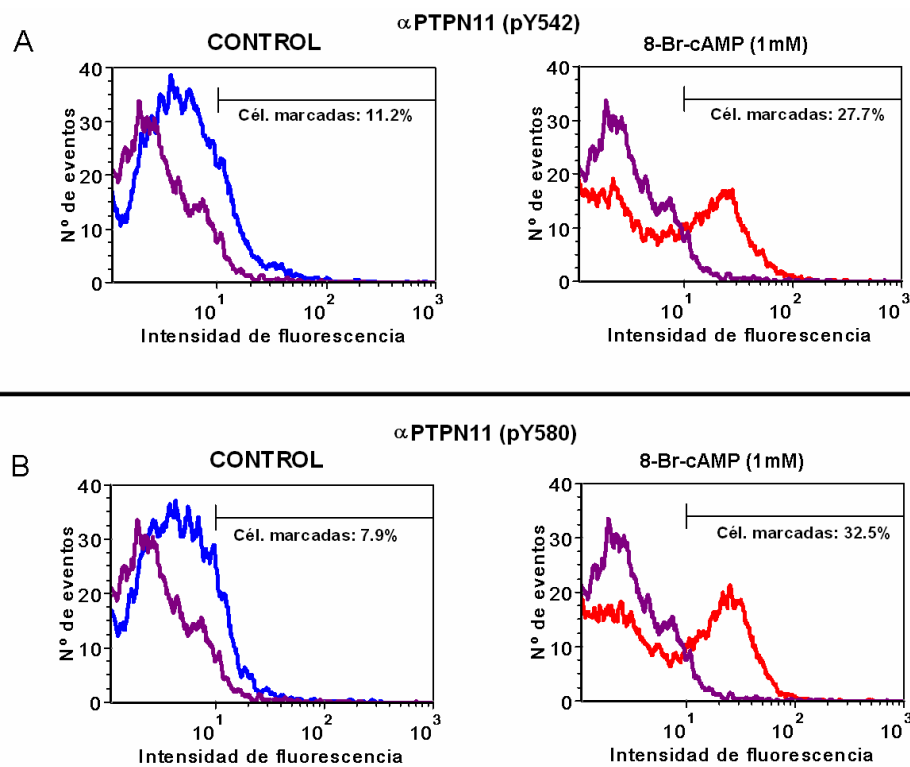 αPTPN11 (pY542)
A
CONTROL
8-Br-cAMP (1mM)
40
30
20
10
0
Nº de eventos
Cél. marcadas: 11.2%
10¹
10²
10³
Intensidad de fluorescencia
40
30
20
10
0
Nº de eventos
Cél. marcadas: 27.7%
10¹
10²
10³
Intensidad de fluorescencia
αPTPN11 (pY580)
B
CONTROL
8-Br-cAMP (1mM)
40
30
20
10
0
Nº de eventos
Cél. marcadas: 7.9%
10¹
10²
10³
Intensidad de fluorescencia
40
30
20
10
0
Nº de eventos
Cél. marcadas: 32.5%
10¹
10²
10³
Intensidad de fluorescencia